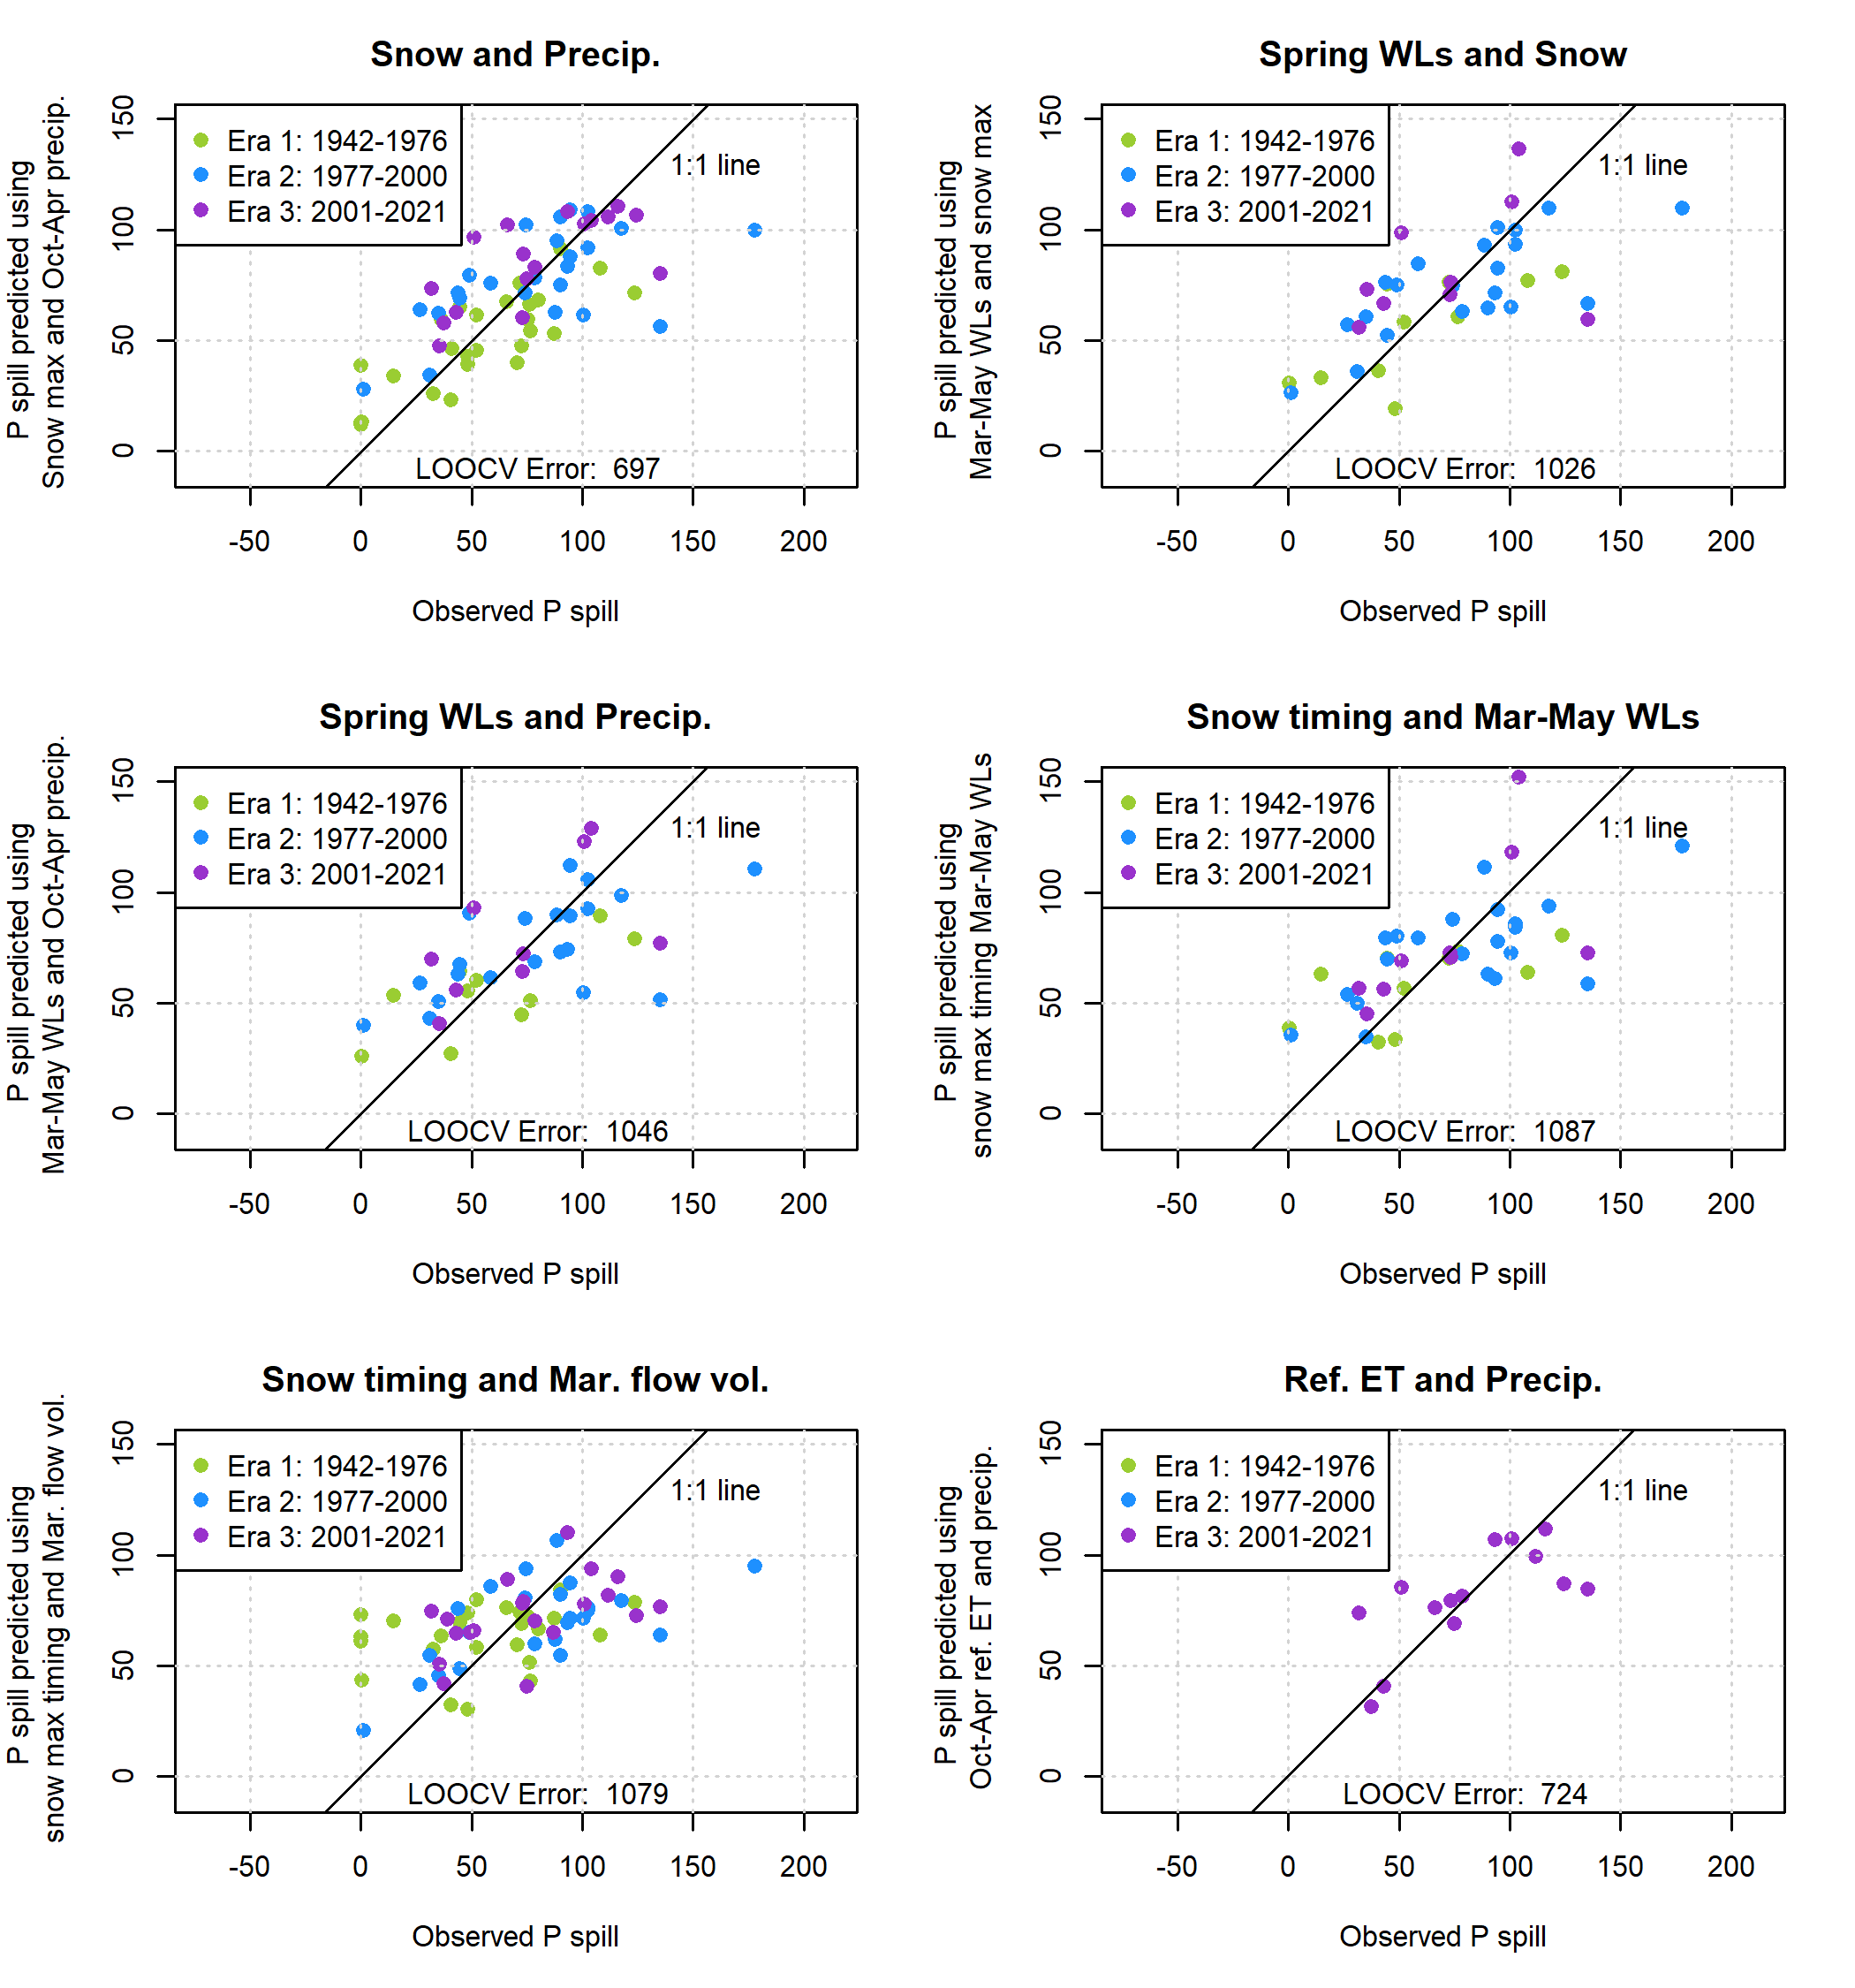 Snow and Precip.
P spill predicted using
Snow max and Oct-Apr precip.
150
100
50
0
Era 1: 1942-1976
Era 2: 1977-2000
Era 3: 2001-2021
1:1 line
LOOCV Error:  697
-50 0 50 100 150 200
Observed P spill
Spring WLs and Snow
P spill predicted using
Mar-May WLs and snow max
150
100
50
0
Era 1: 1942-1976
Era 2: 1977-2000
Era 3: 2001-2021
1:1 line
LOOCV Error:  1026
-50 0 50 100 150 200
Observed P spill
Spring WLs and Precip.
P spill predicted using
Mar-May WLs and Oct-Apr precip.
150
100
50
0
Era 1: 1942-1976
Era 2: 1977-2000
Era 3: 2001-2021
1:1 line
LOOCV Error:  1046
-50 0 50 100 150 200
Observed P spill
Snow timing and Mar-May WLs
P spill predicted using
snow max timing Mar-May WLs
150
100
50
0
Era 1: 1942-1976
Era 2: 1977-2000
Era 3: 2001-2021
1:1 line
LOOCV Error:  1087
-50 0 50 100 150 200
Observed P spill
Snow timing and Mar. flow vol.
P spill predicted using
snow max timing and Mar. flow vol.
150
100
50
0
Era 1: 1942-1976
Era 2: 1977-2000
Era 3: 2001-2021
1:1 line
LOOCV Error:  1079
-50 0 50 100 150 200
Observed P spill
Ref. ET and Precip.
P spill predicted using
Oct-Apr ref. ET and precip.
150
100
50
0
Era 1: 1942-1976
Era 2: 1977-2000
Era 3: 2001-2021
1:1 line
LOOCV Error:  724
-50 0 50 100 150 200
Observed P spill